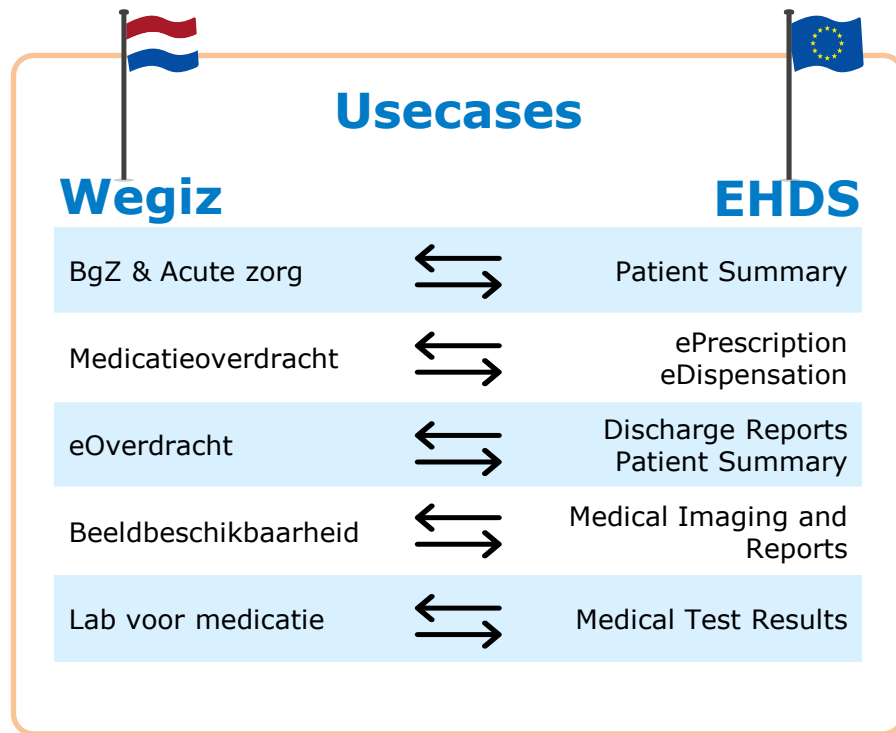 Usecases
Wegiz
EHDS
BgZ & Acute zorg
Patient Summary
Medicatieoverdracht
ePrescription
eDispensation
eOverdracht
Discharge Reports
Patient Summary
Beeldbeschikbaarheid
Medical Imaging and
Reports
Lab voor medicatie
Medical Test Results